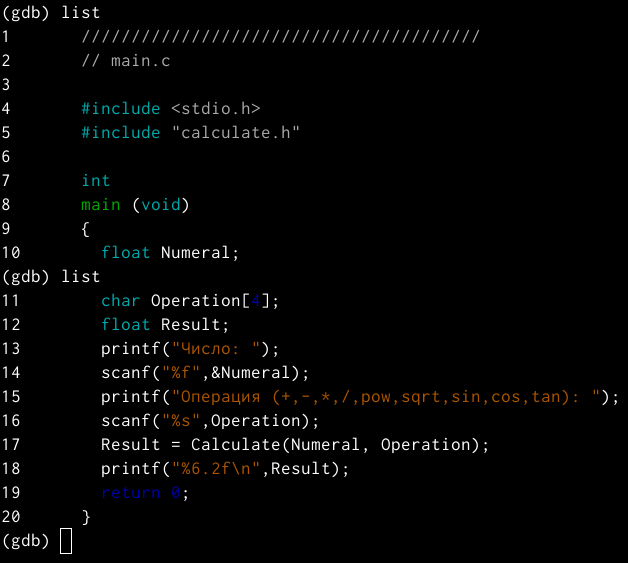 (gdb) list
1       ////////////////////////////////////////
2       // main.c
3
4       #include <stdio.h>
5       #include "calculate.h"
6
7       int
8       main (void)
9       {
10        float Numeral;
(gdb) list
11        char Operation[4];
12        float Result;
13        printf("Число: ");
14        scanf("%f",&Numeral);
15        printf("Операция (+,-,*,/,pow,sqrt,sin,cos,tan): ");
16        scanf("%s",Operation);
17        Result = Calculate(Numeral, Operation);
18        printf("%6.2f\n",Result);
19        return 0;
20      }
(gdb)